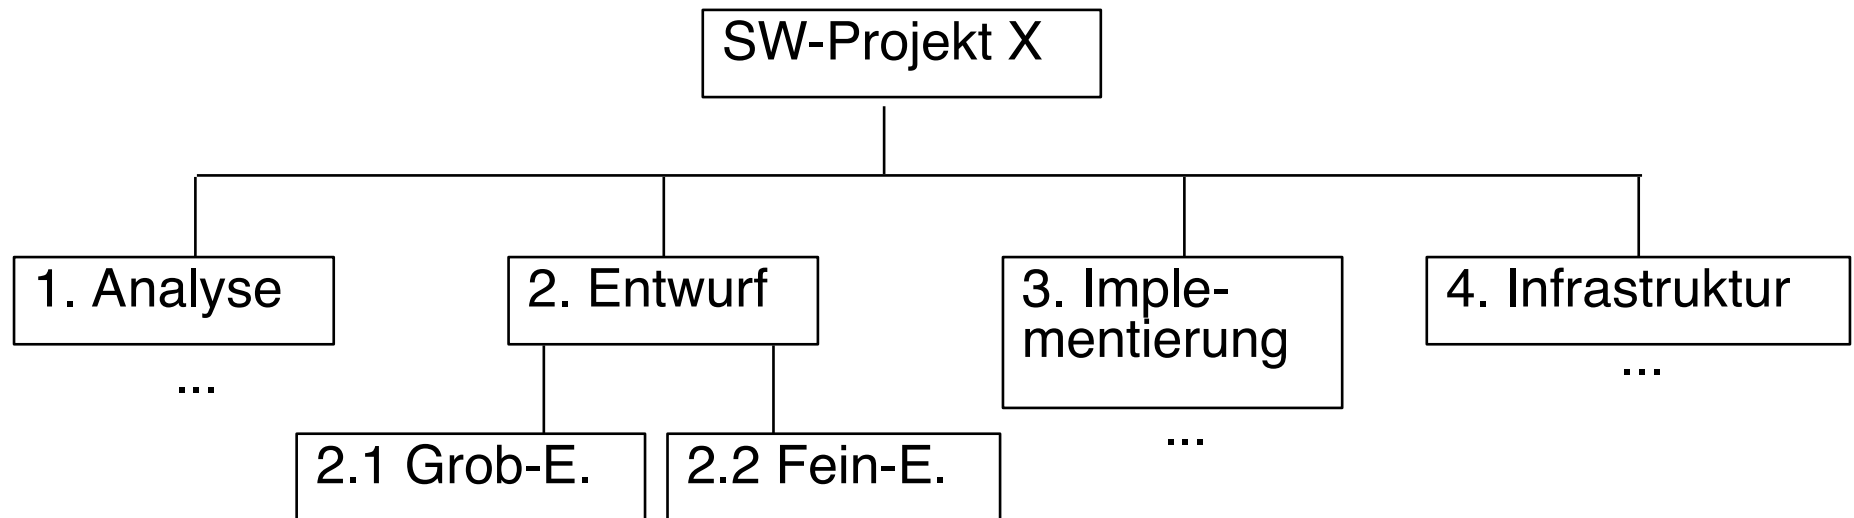 SW-Projekt X
1. Analyse
2. Entwurf
3. Imple-
mentierung
4. Infrastruktur
...
...
...
2.1 Grob-E.
2.2 Fein-E.